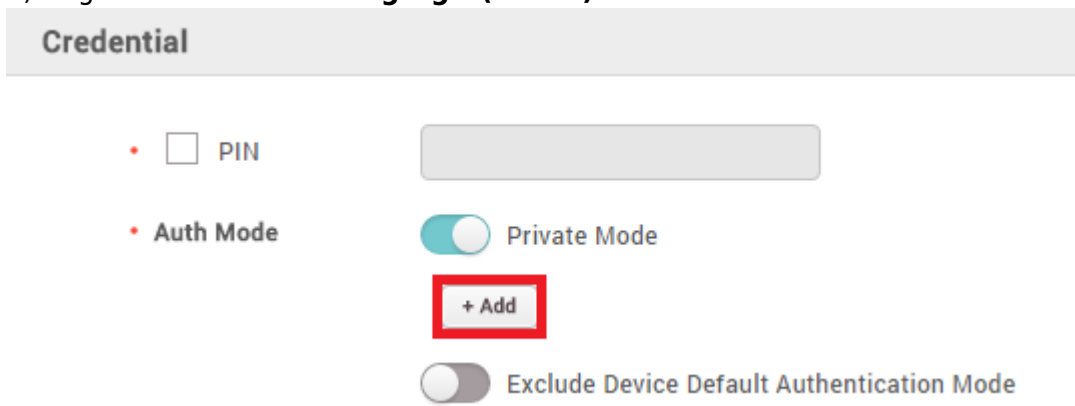 Credential
• PIN
• Auth Mode
Private Mode
+ Add
Exclude Device Default Authentication Mode